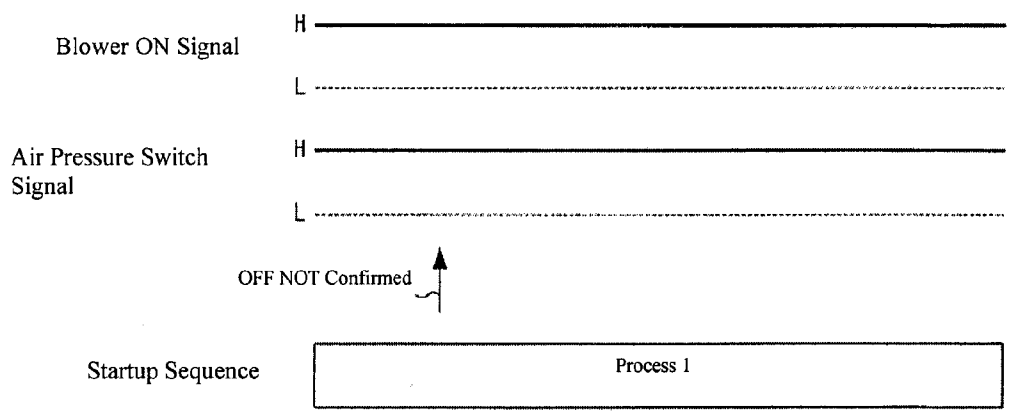 H
Blower ON Signal
L
H
Air Pressure Switch
Signal
L
OFF NOT Confirmed
Startup Sequence
Process 1